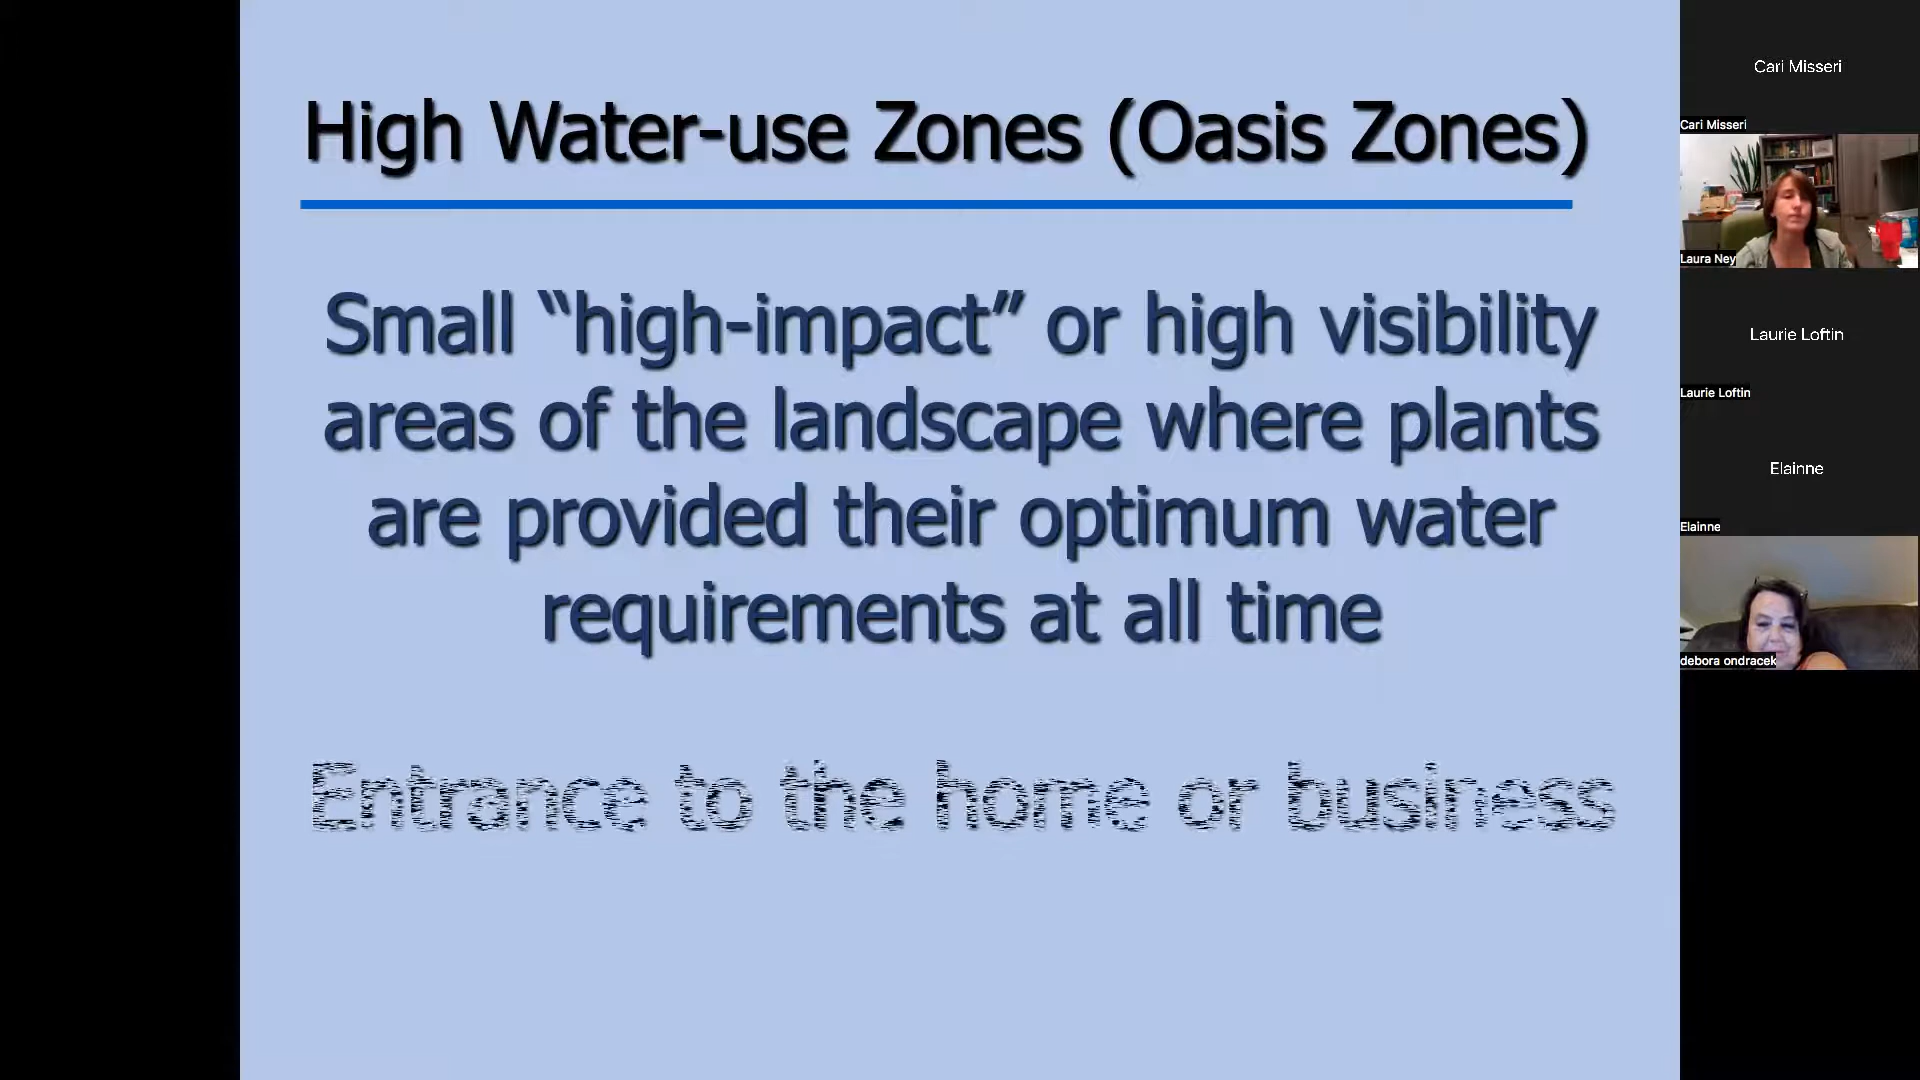 High Water-use Zones (Oasis Zones)
Small “high-impact” or high visibility
areas of the landscape where plants
are provided their optimum water
requirements at all time
Entrance to the home or business
Cari Misseri
Cari Misseri
Laura Ney
Laurie Loftin
Laurie Loftin
Elainne
Elainne
debora ondracek